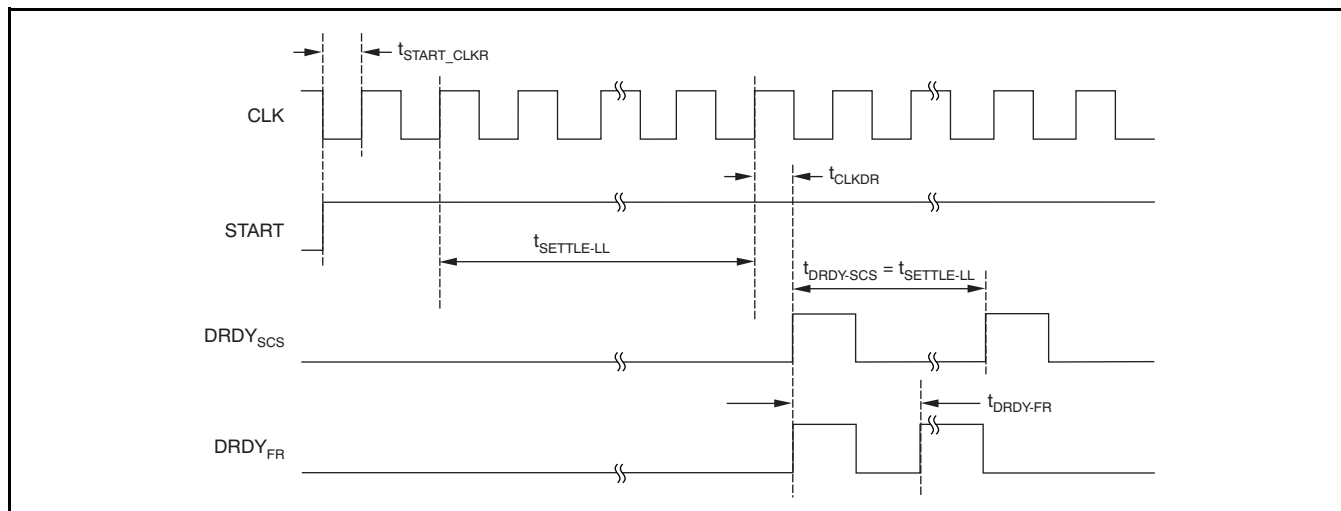 tSTART_CLKR
CLK
tCLKDR
START
tSETTLE-LL
tDRDY-SCS = tSETTLE-LL
DRDYSCS
tDRDY-FR
DRDYFR